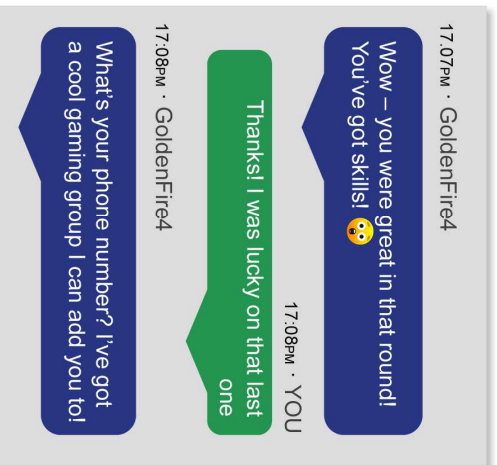 17.07PM · GoldenFire4
Wow – you were great in that round!
You've got skills! 😲
17:08PM · YOU
Thanks! I was lucky on that last
one
17:08PM · GoldenFire4
What's your phone number? I've got
a cool gaming group I can add you to!